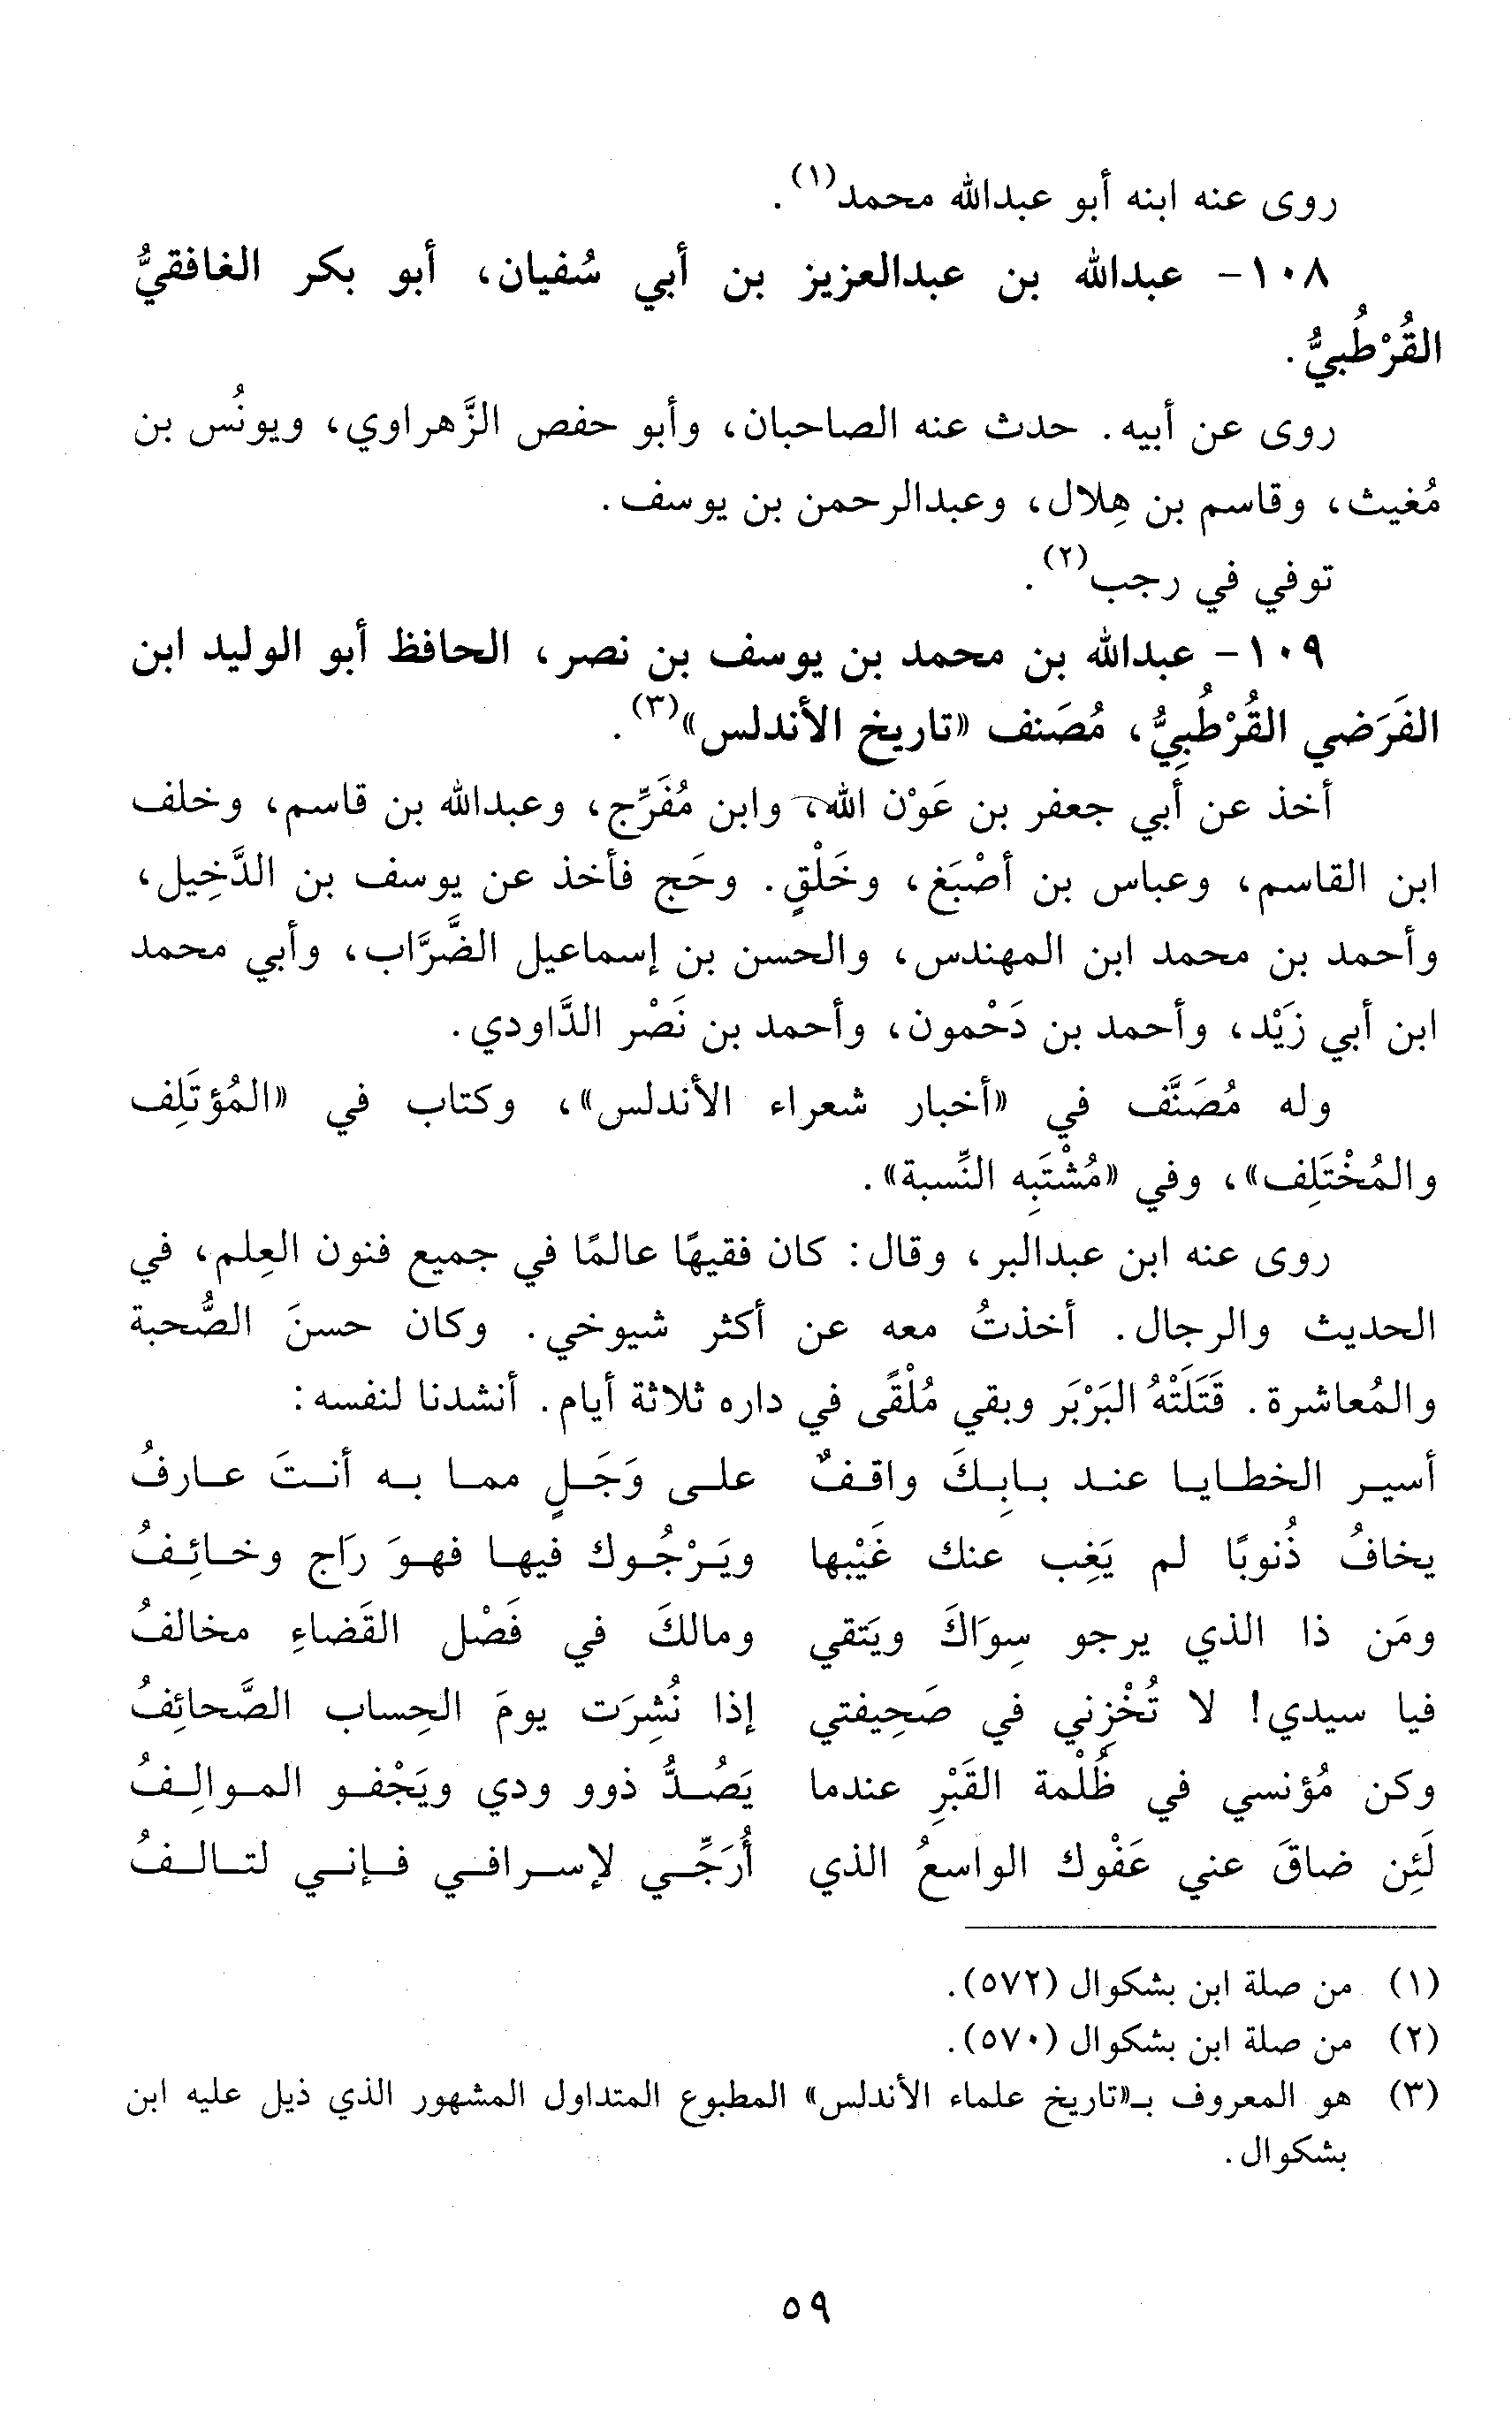 روى عنه ابنه أبو عبدالله محمد(١).
١٠٨- عبدالله بن عبدالعزيز بن أبي سُفيان، أبو بكر الغافقيُّ
القُرْطُبيُّ.
روى عن أبيه. حدث عنه الصاحبان، وأبو حفص الزَّهراوي، ويونُس بن
مُغيث، وقاسم بن هِلال، وعبدالرحمن بن يوسف.
توفي في رجب(٢).
١٠٩- عبدالله بن محمد بن يوسف بن نصر، الحافظ أبو الوليد ابن
الفَرَضي القُرْطُبِيُّ، مُصَنف «تاريخ الأندلس»(٣).
أخذ عن أبي جعفر بن عَوْن الله، وابن مُفَرِّج، وعبدالله بن قاسم، وخلف
ابن القاسم، وعباس بن أصْبَغ، وخَلْقٍ. وحَج فأخذ عن يوسف بن الدَّخِيل،
وأحمد بن محمد ابن المهندس، والحسن بن إسماعيل الضَّرَّاب، وأبي محمد
ابن أبي زَيْد، وأحمد بن دَحْمون، وأحمد بن نَصْر الدَّاودي.
وله مُصَنَّف في «أخبار شعراء الأندلس»، وكتاب في «المُؤتَلِف
والمُخْتَلِف»، وفي «مُشْتَبِه النِّسبة».
روى عنه ابن عبدالبر، وقال: كان فقيهًا عالمًا في جميع فنون العِلم، في
الحديث والرجال. أخذتُ معه عن أكثر شيوخي. وكان حسنَ الصُّحبة
والمُعاشرة. قَتَلَتْهُ البَرْبَر وبقي مُلْقًى في داره ثلاثة أيام. أنشدنا لنفسه:
أسير الخطايا عند بابِكَ واقفٌ على وَجَلٍ مما به أنتَ عارفُ
يخافُ ذُنوبًا لم يَغِب عنك غَيْبها ويَرْجُوك فيها فهوَ رَاج وخائِفُ
ومَن ذا الذي يرجو سِوَاكَ ويَتقي ومالكَ في فَصْل القَضاءِ مخالفُ
فيا سيدي! لا تُخْزِني في صَحِيفتي إذا نُشِرَت يومَ الحِساب الصَّحائِفُ
وكن مُؤنسي في ظُلْمة القَبْرِ عندما يَصُدُّ ذوو ودي ويَجْفو الموالِفُ
لَئِن ضاقَ عني عَفْوك الواسعُ الذي أُرَجِّي لإسرافي فإني لتالفُ
(١) من صلة ابن بشكوال (٥٧٢).
(٢) من صلة ابن بشكوال (٥٧٠).
(٣) هو المعروف بـ«تاريخ علماء الأندلس» المطبوع المتداول المشهور الذي ذيل عليه ابن
بشكوال.
٥٩